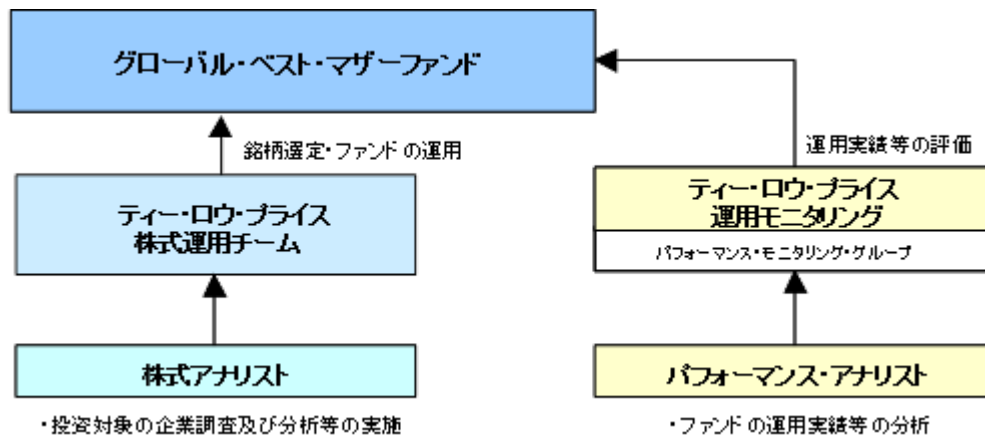 グローバル・ベスト・マザーファンド
銘柄選定・ファンドの運用
運用実績等の評価
ティー・ロウ・プライス
株式運用チーム
ティー・ロウ・プライス
運用モニタリング
パフォーマンス・モニタリング・グループ
株式アナリスト
パフォーマンス・アナリスト
・投資対象の企業調査及び分析等の実施
・ファンドの運用実績等の分析